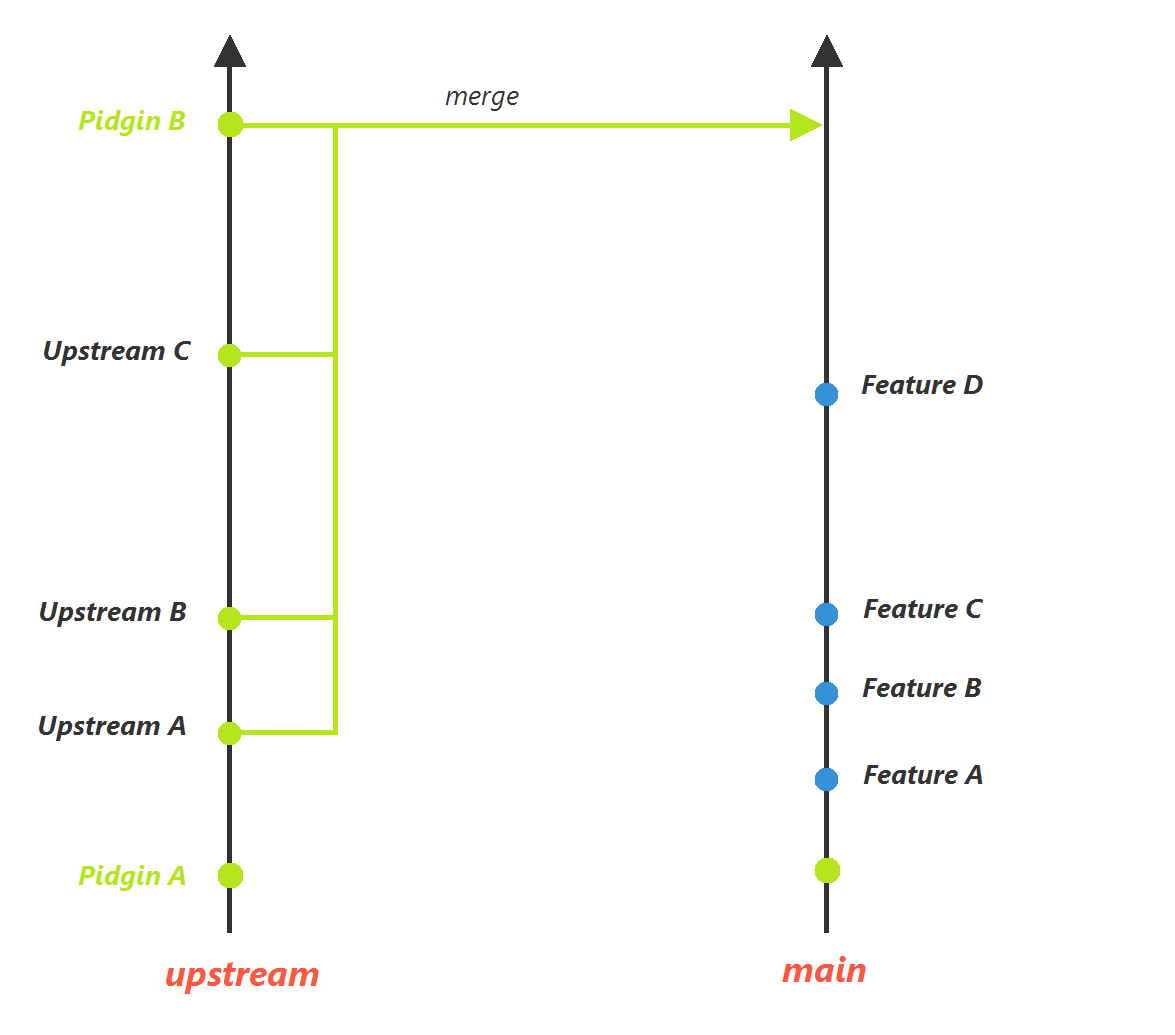 merge
Pidgin B
Upstream C
Feature D
Upstream B
Feature C
Feature B
Upstream A
Feature A
Pidgin A
upstream
main